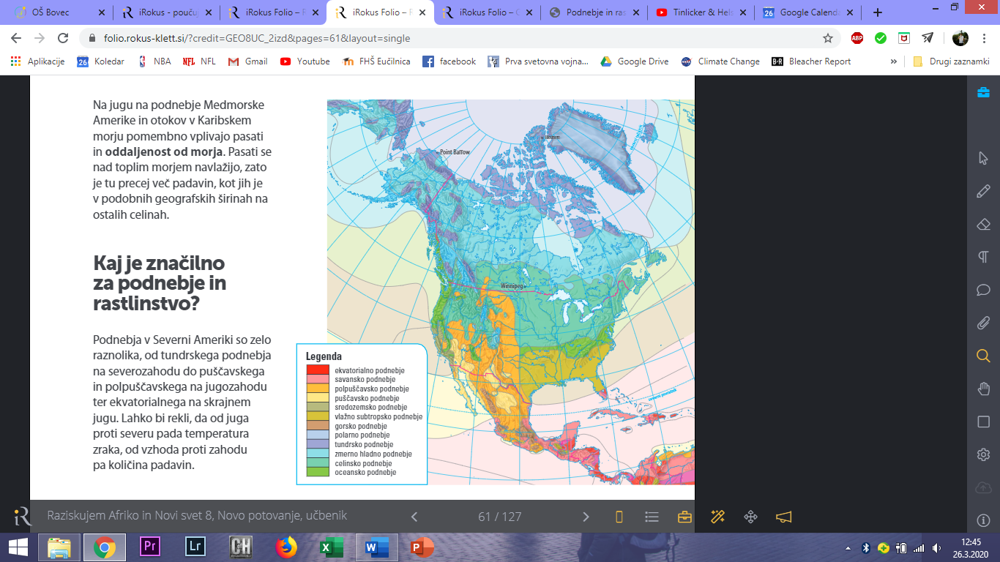 OŠ Bovec
iRokus - pouču
iRokus Folio – R
iRokus Folio – R
iRokus Folio – 
Podnebje in ras
Tinlicker & Hels
26 Google Calenda
folio.rokus-klett.si/?credit=GEO8UC_2izd&pages=61&layout=single
ABP
Aplikacije 26 Koledar NBA NFL NFL Gmail Youtube FHŠ Eučilnica facebook Prva svetovna vojna... Google Drive Climate Change B/R Bleacher Report » Drugi zaznamki
Na jugu na podnebje Medmorske
Amerike in otokov v Karibskem
morju pomembno vplivajo pasati
in oddaljenost od morja. Pasati se
nad toplim morjem navlažijo, zato
je tu precej več padavin, kot jih je
v podobnih geografskih širinah na
ostalih celinah.
Kaj je značilno
za podnebje in
rastlinstvo?
Podnebja v Severni Ameriki so zelo
raznolika, od tundrskega podnebja
na severozahodu do puščavskega
in polpuščavskega na jugozahodu
ter ekvatorialnega na skrajnem
jugu. Lahko bi rekli, da od juga
proti severu pada temperatura
zraka, od vzhoda proti zahodu
pa količina padavin.
Point Barrow
Winnipeg
Legenda
ekvatorialno podnebje
savansko podnebje
polpuščavsko podnebje
puščavsko podnebje
sredozemsko podnebje
vlažno subtropsko podnebje
gorsko podnebje
polarno podnebje
tundrsko podnebje
zmerno hladno podnebje
celinsko podnebje
oceansko podnebje
iR Raziskujem Afriko in Novi svet 8, Novo potovanje, učbenik
61 / 127
Pr
Lr
12:45
26.3.2020